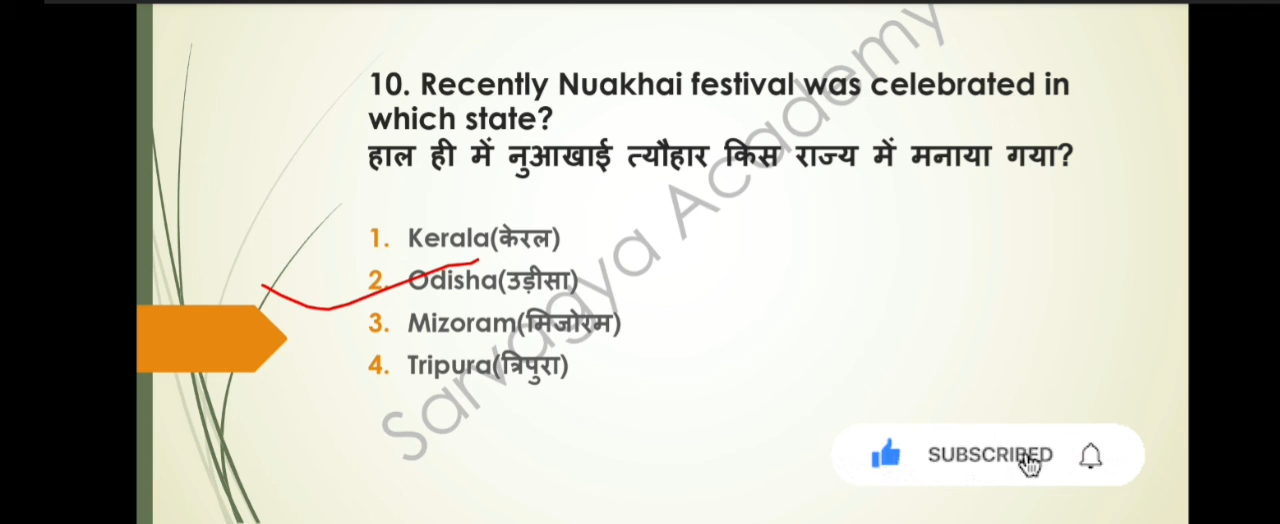 10. Recently Nuakhai festival was celebrated in
which state?
हाल ही में नुआखाई त्यौहार किस राज्य में मनाया गया?
1. Kerala(केरल)
2. Odisha(उड़ीसा)
3. Mizoram(मिजोरम)
4. Tripura(त्रिपुरा)
Sarvagya Academy
SUBSCRIBED